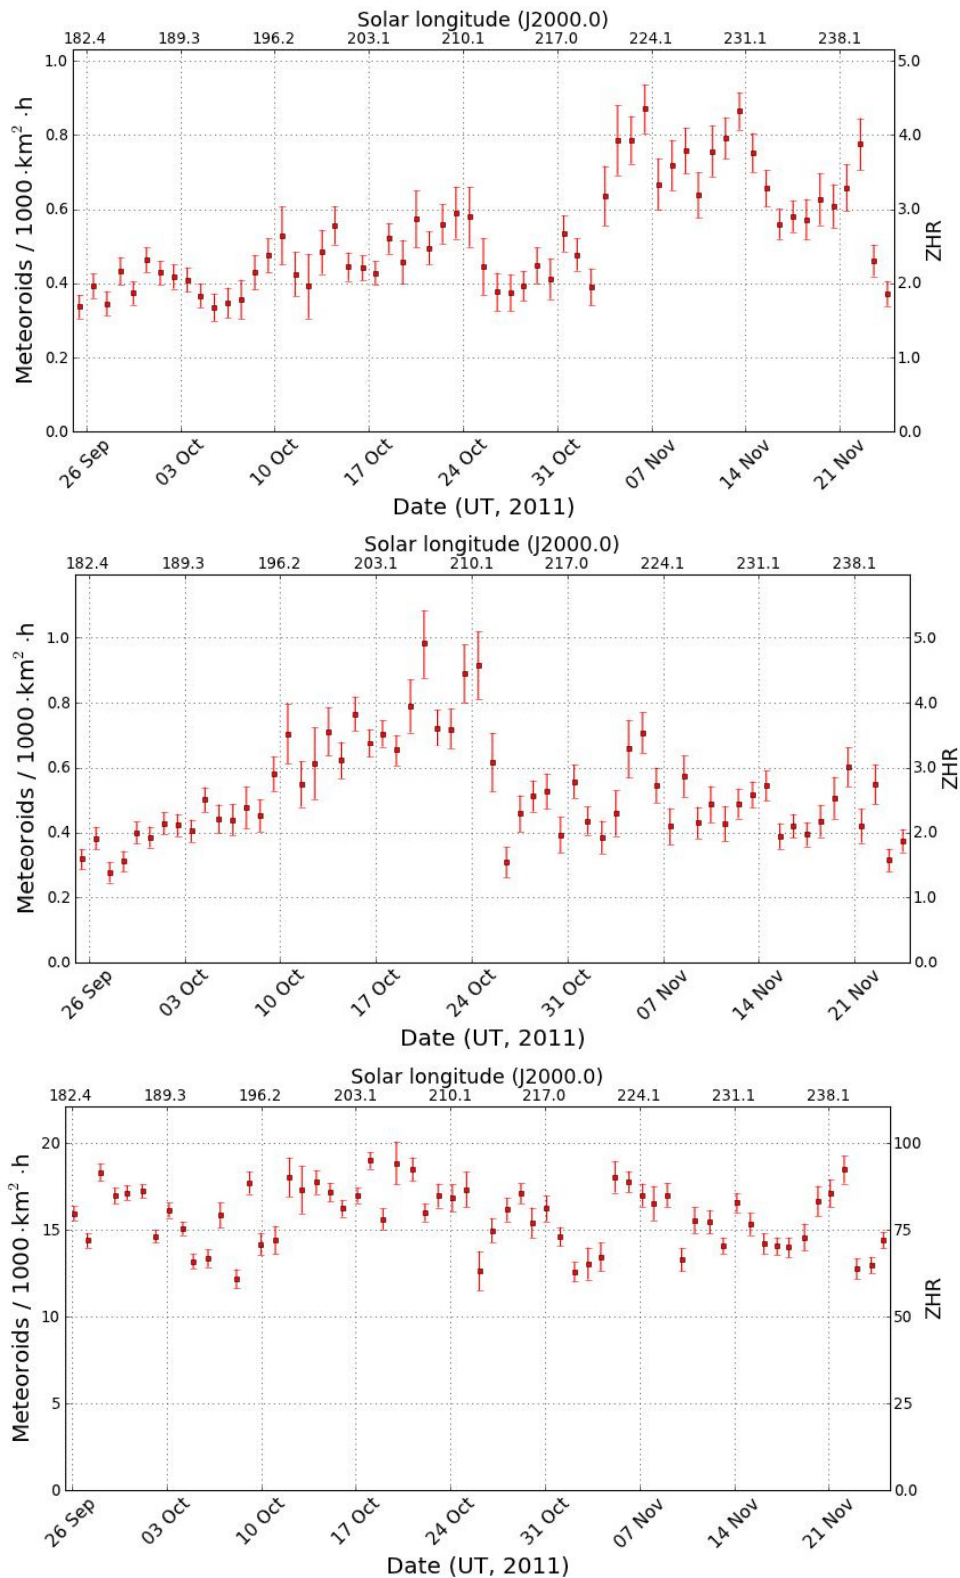 Solar longitude (J2000.0)
182.4 189.3 196.2 203.1 210.1 217.0 224.1 231.1 238.1
1.0 5.0
0.8 4.0
0.6 3.0
0.4 2.0
0.2 1.0
0.0 0.0
Meteoroids / 1000 ·km² ·h
ZHR
26 Sep 03 Oct 10 Oct 17 Oct 24 Oct 31 Oct 07 Nov 14 Nov 21 Nov
Date (UT, 2011)
Solar longitude (J2000.0)
182.4 189.3 196.2 203.1 210.1 217.0 224.1 231.1 238.1
1.0 5.0
0.8 4.0
0.6 3.0
0.4 2.0
0.2 1.0
0.0 0.0
Meteoroids / 1000 ·km² ·h
ZHR
26 Sep 03 Oct 10 Oct 17 Oct 24 Oct 31 Oct 07 Nov 14 Nov 21 Nov
Date (UT, 2011)
Solar longitude (J2000.0)
182.4 189.3 196.2 203.1 210.1 217.0 224.1 231.1 238.1
20 100
15 75
10 50
5 25
0 0.0
Meteoroids / 1000 ·km² ·h
ZHR
26 Sep 03 Oct 10 Oct 17 Oct 24 Oct 31 Oct 07 Nov 14 Nov 21 Nov
Date (UT, 2011)